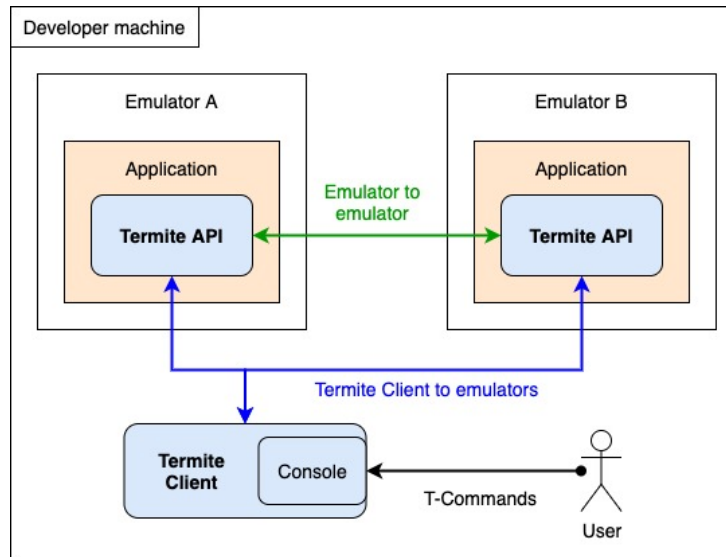 Developer machine
Emulator A
Emulator B
Application
Application
Emulator to
emulator
Termite API
Termite API
Termite Client to emulators
Termite
Client
Console
T-Commands
User